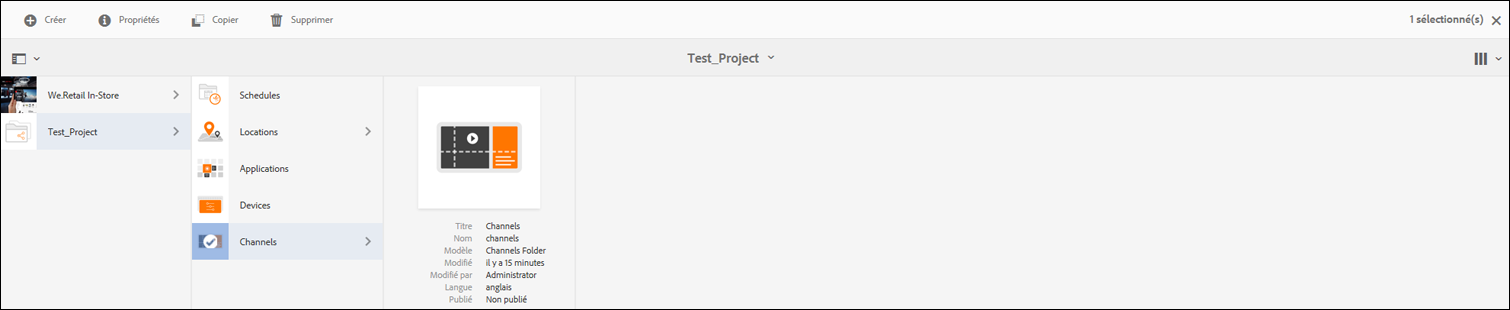 Créer Propriétés Copier Supprimer 1 sélectionné(s)
Test_Project
We.Retail In-Store
Test_Project
Schedules
Locations
Applications
Devices
Channels
Titre Channels
Nom channels
Modèle Channels Folder
Modifié il y a 15 minutes
Modifié par Administrator
Langue anglais
Publié Non publié